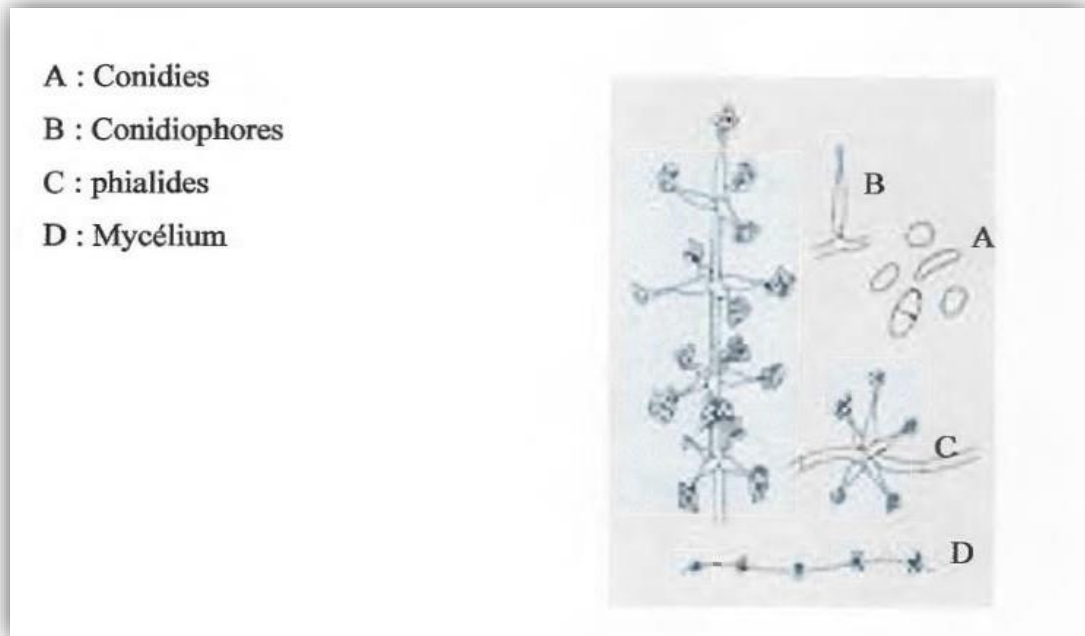 A : Conidies
B : Conidiophores
C : phialides
D : Mycélium
B
A
C
D